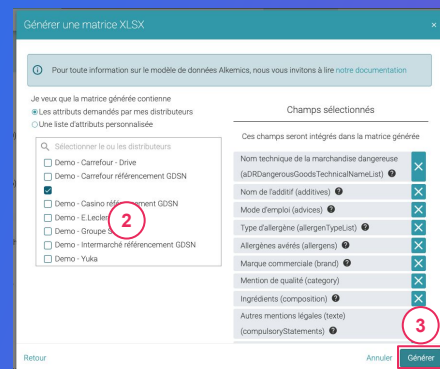 Générer une matrice XLSX
×
Pour toute information sur le modèle de données Alkemics, nous vous invitons à lire notre documentation
Je veux que la matrice générée contienne
Les attributs demandés par mes distributeurs
Une liste d'attributs personnalisée
Sélectionner le ou les distributeurs
Demo - Carrefour - Drive
Demo - Carrefour référencement GDSN
Demo - Casino référencement GDSN
Demo - E.Lecler
Demo - Groupe S
Demo - Intermarché référencement GDSN
Demo - Yuka
2
Champs sélectionnés
Ces champs seront intégrés dans la matrice générée
Nom technique de la marchandise dangereuse
(aDRDangerousGoodsTechnicalNameList)
Nom de l'additif (additives)
Mode d'emploi (advices)
Type d'allergène (allergenTypeList)
Allergènes avérés (allergens)
Marque commerciale (brand)
Mention de qualité (category)
Ingrédients (composition)
Autres mentions légales (texte)
(compulsoryStatements)
3
Retour
Annuler
Générer